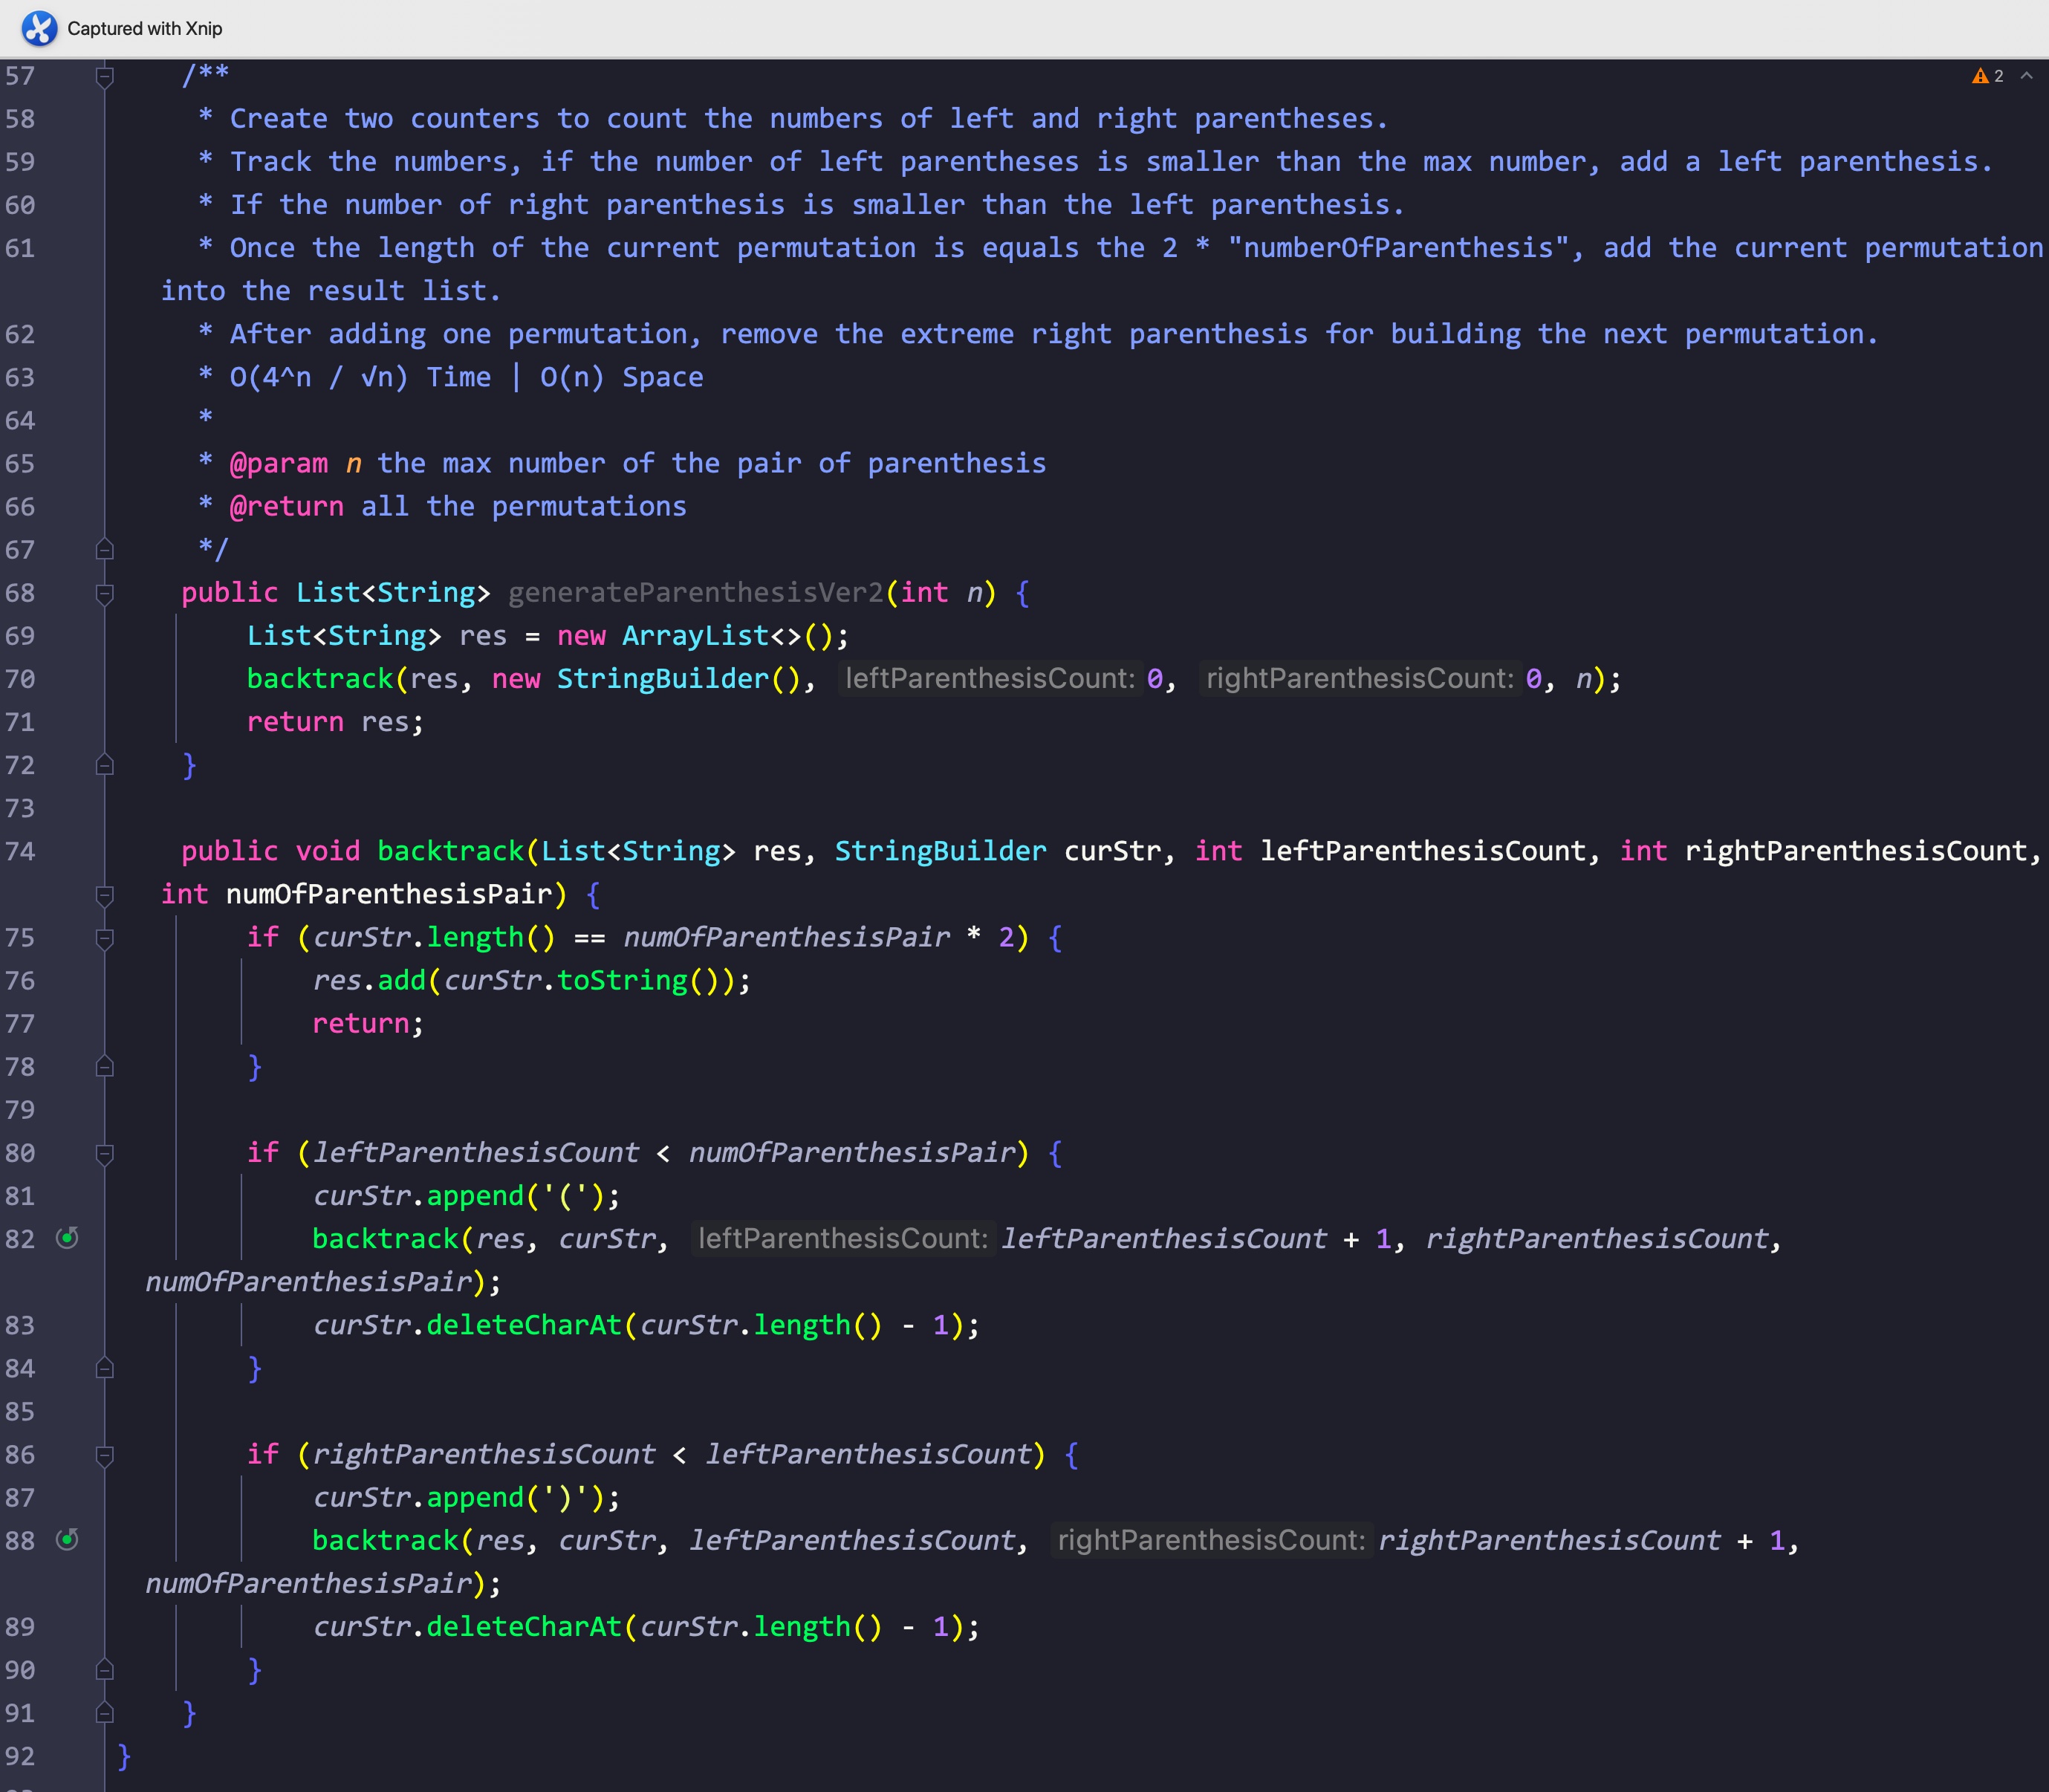 Captured with Xnip
57 /**
2
58 * Create two counters to count the numbers of left and right parentheses.
59 * Track the numbers, if the number of left parentheses is smaller than the max number, add a left parenthesis.
60 * If the number of right parenthesis is smaller than the left parenthesis.
61 * Once the length of the current permutation is equals the 2 * "numberOfParenthesis", add the current permutation
into the result list.
62 * After adding one permutation, remove the extreme right parenthesis for building the next permutation.
63 * O(4^n / √n) Time | O(n) Space
64 *
65 * @param n the max number of the pair of parenthesis
66 * @return all the permutations
67 */
68 public List<String> generateParenthesisVer2(int n) {
69 List<String> res = new ArrayList<>();
70 backtrack(res, new StringBuilder(), leftParenthesisCount: 0, rightParenthesisCount: 0, n);
71 return res;
72 }
73
74 public void backtrack(List<String> res, StringBuilder curStr, int leftParenthesisCount, int rightParenthesisCount,
int numOfParenthesisPair) {
75 if (curStr.length() == numOfParenthesisPair * 2) {
76 res.add(curStr.toString());
77 return;
78 }
79
80 if (leftParenthesisCount < numOfParenthesisPair) {
81 curStr.append('(');
82 backtrack(res, curStr, leftParenthesisCount: leftParenthesisCount + 1, rightParenthesisCount,
numOfParenthesisPair);
83 curStr.deleteCharAt(curStr.length() - 1);
84 }
85
86 if (rightParenthesisCount < leftParenthesisCount) {
87 curStr.append(')');
88 backtrack(res, curStr, leftParenthesisCount, rightParenthesisCount: rightParenthesisCount + 1,
numOfParenthesisPair);
89 curStr.deleteCharAt(curStr.length() - 1);
90 }
91 }
92 }